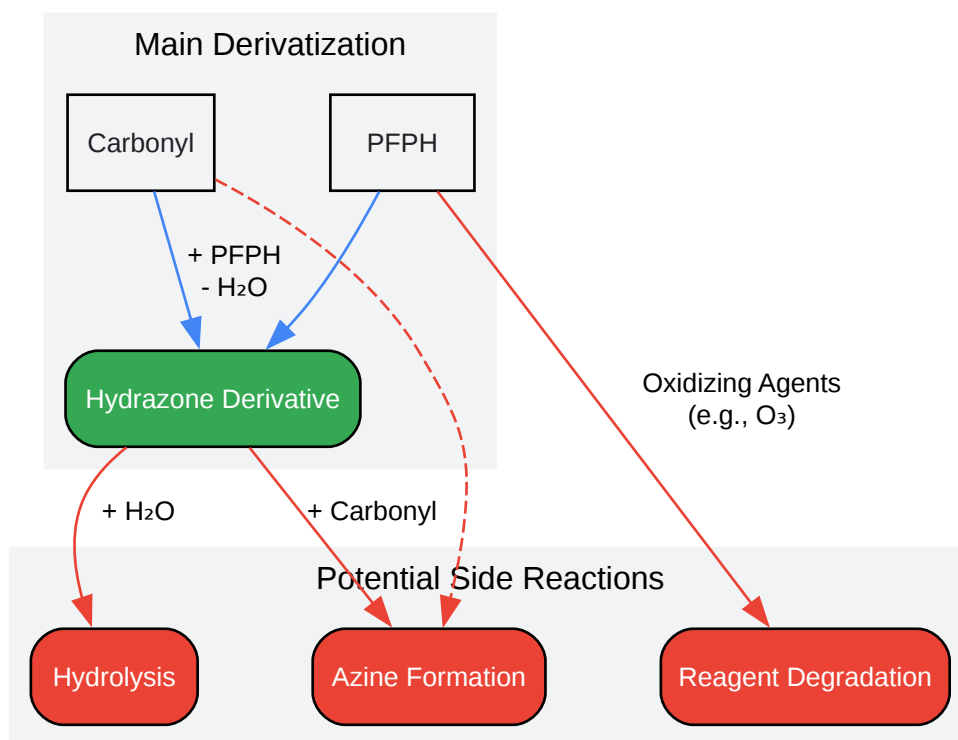 Main Derivatization
Carbonyl
PFPH
+ PFPH
- H₂O
Hydrazone Derivative
Oxidizing Agents
(e.g., O₃)
+ H₂O
+ Carbonyl
Potential Side Reactions
Hydrolysis
Azine Formation
Reagent Degradation